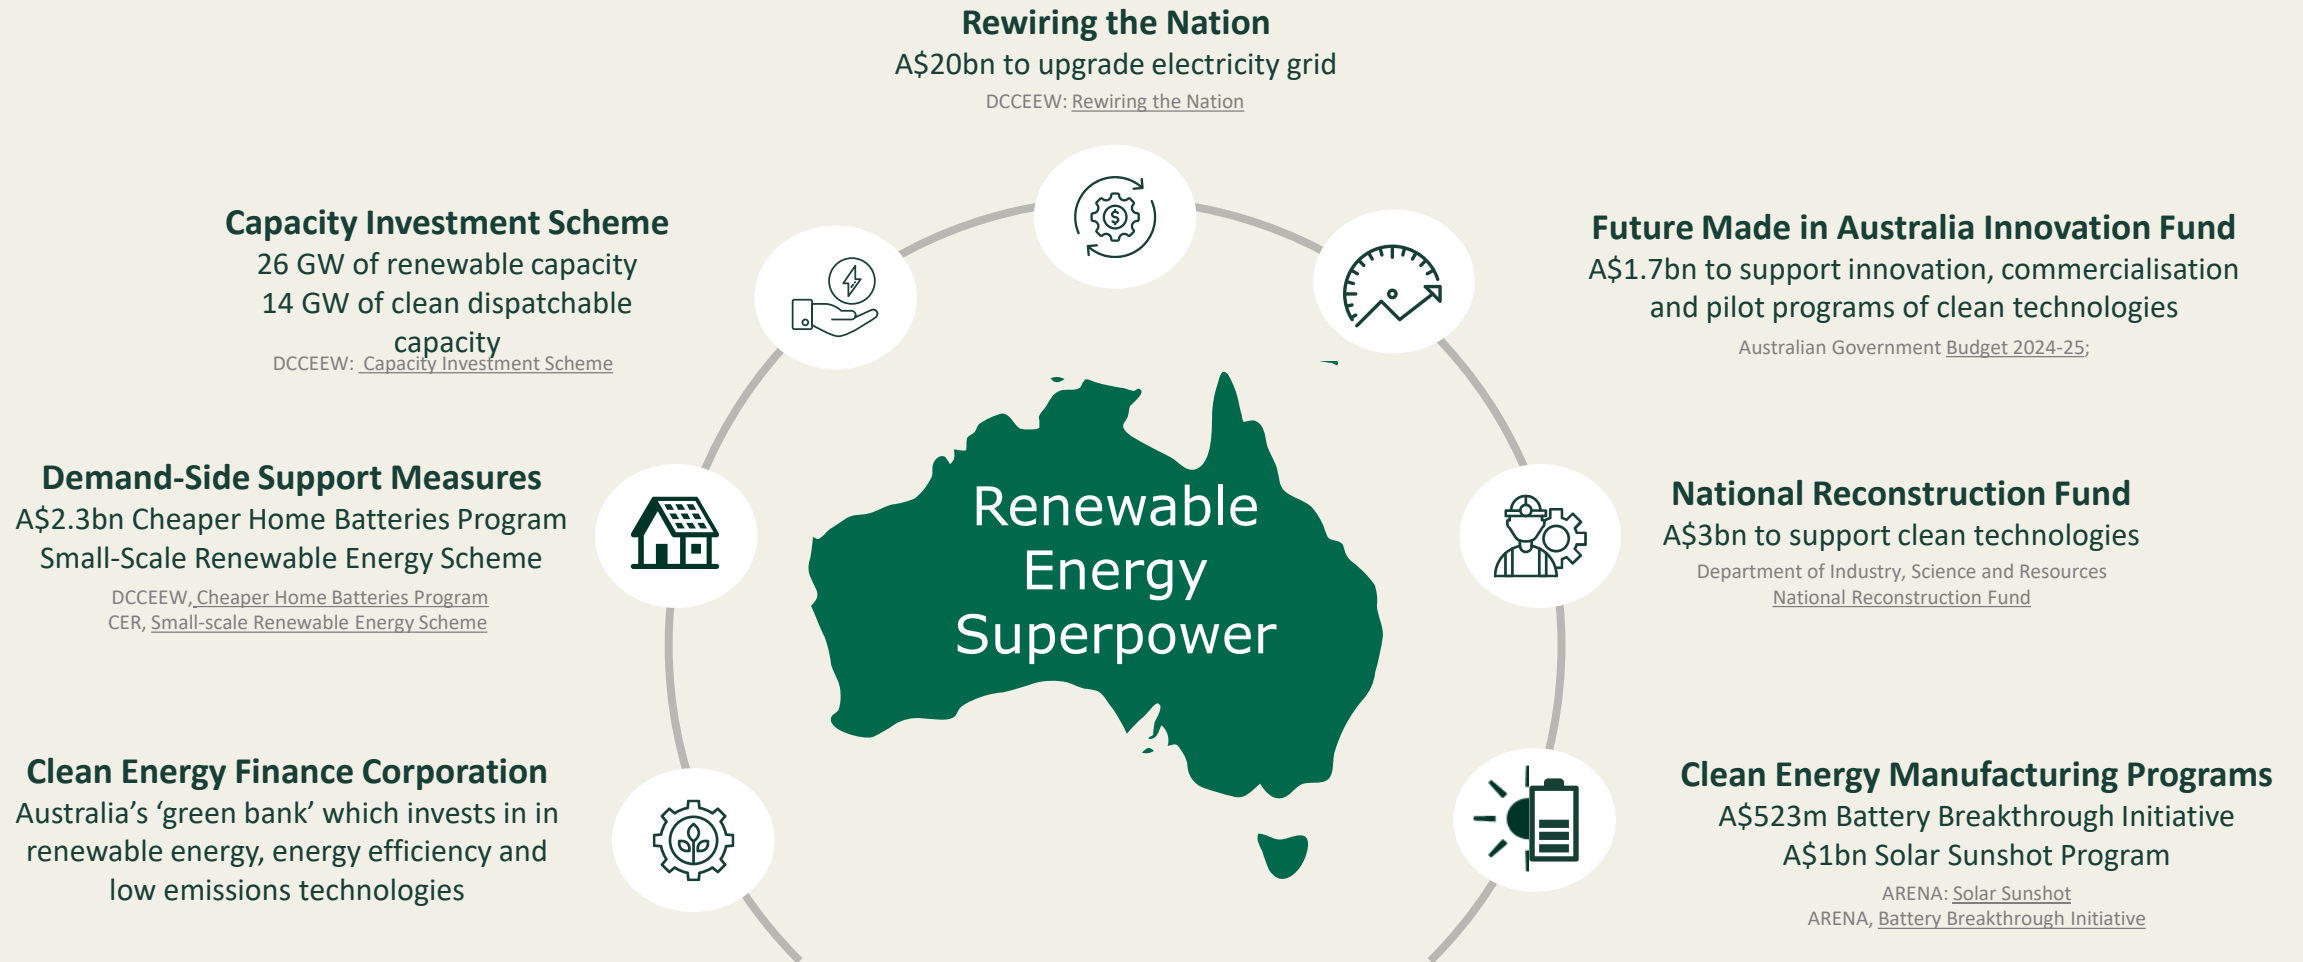 Rewiring the Nation
A$20bn to upgrade electricity grid
DCCEEW: Rewiring the Nation
Capacity Investment Scheme
26 GW of renewable capacity
14 GW of clean dispatchable
capacity
DCCEEW: Capacity Investment Scheme
Future Made in Australia Innovation Fund
A$1.7bn to support innovation, commercialisation
and pilot programs of clean technologies
Australian Government Budget 2024-25;
Demand-Side Support Measures
A$2.3bn Cheaper Home Batteries Program
Small-Scale Renewable Energy Scheme
DCCEEW, Cheaper Home Batteries Program
CER, Small-scale Renewable Energy Scheme
Renewable
Energy
Superpower
National Reconstruction Fund
A$3bn to support clean technologies
Department of Industry, Science and Resources
National Reconstruction Fund
Clean Energy Finance Corporation
Australia’s ‘green bank’ which invests in in
renewable energy, energy efficiency and
low emissions technologies
Clean Energy Manufacturing Programs
A$523m Battery Breakthrough Initiative
A$1bn Solar Sunshot Program
ARENA: Solar Sunshot
ARENA, Battery Breakthrough Initiative
$